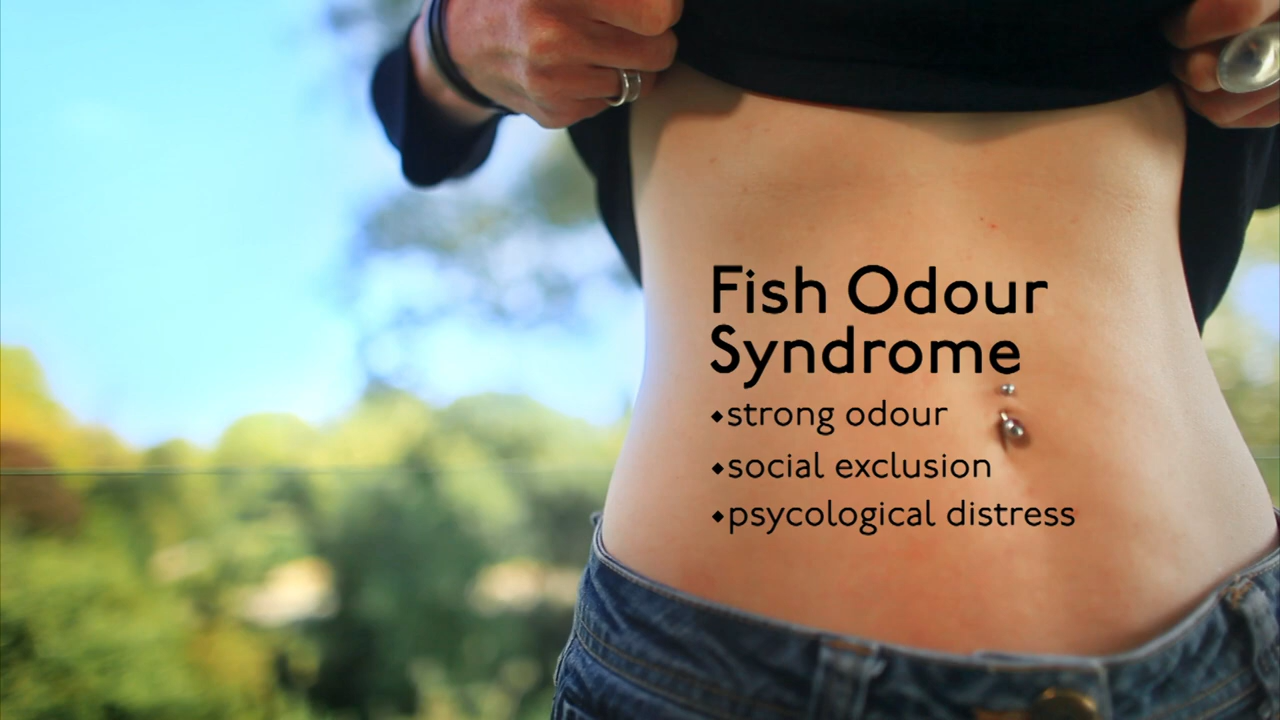 Fish Odour
Syndrome
◆strong odour
◆social exclusion
◆psycological distress